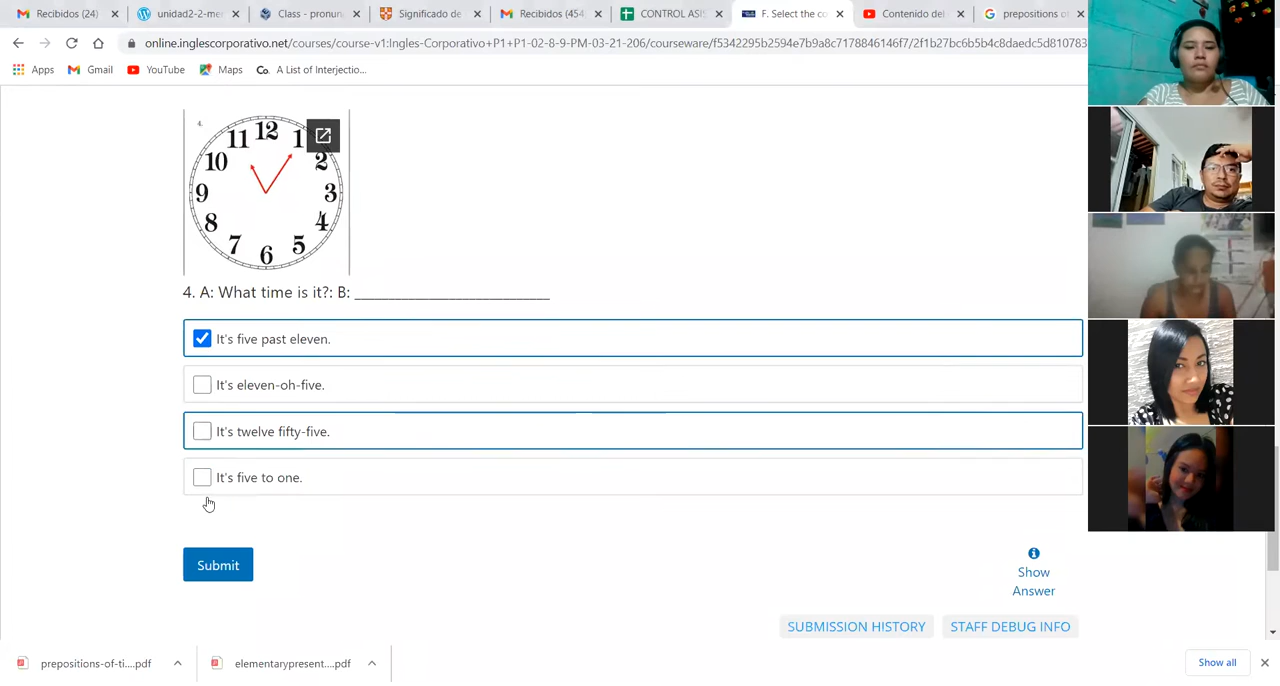 Recibidos (24)
unidad2-2-me
Class - pronun
Significado de
Recibidos (454
CONTROL ASI
F. Select the co
Contenido del
prepositions o
online.inglescorporativo.net/courses/course-v1:Ingles-Corporativo+P1+P1-02-8-9-PM-03-21-206/courseware/f5342295b2594e7b9a8c7178846146f7/2f1b27bc6b5b4c8daedc5d810783
Apps
Gmail
YouTube
Maps
Co.
A List of Interjectio...
4.
12
11
1
10
2
9
3
8
4
7
5
6
4. A: What time is it?: B: ___________________________
It's five past eleven.
It's eleven-oh-five.
It's twelve fifty-five.
It's five to one.
Submit
Show
Answer
SUBMISSION HISTORY
STAFF DEBUG INFO
prepositions-of-ti....pdf
elementarypresent....pdf
Show all